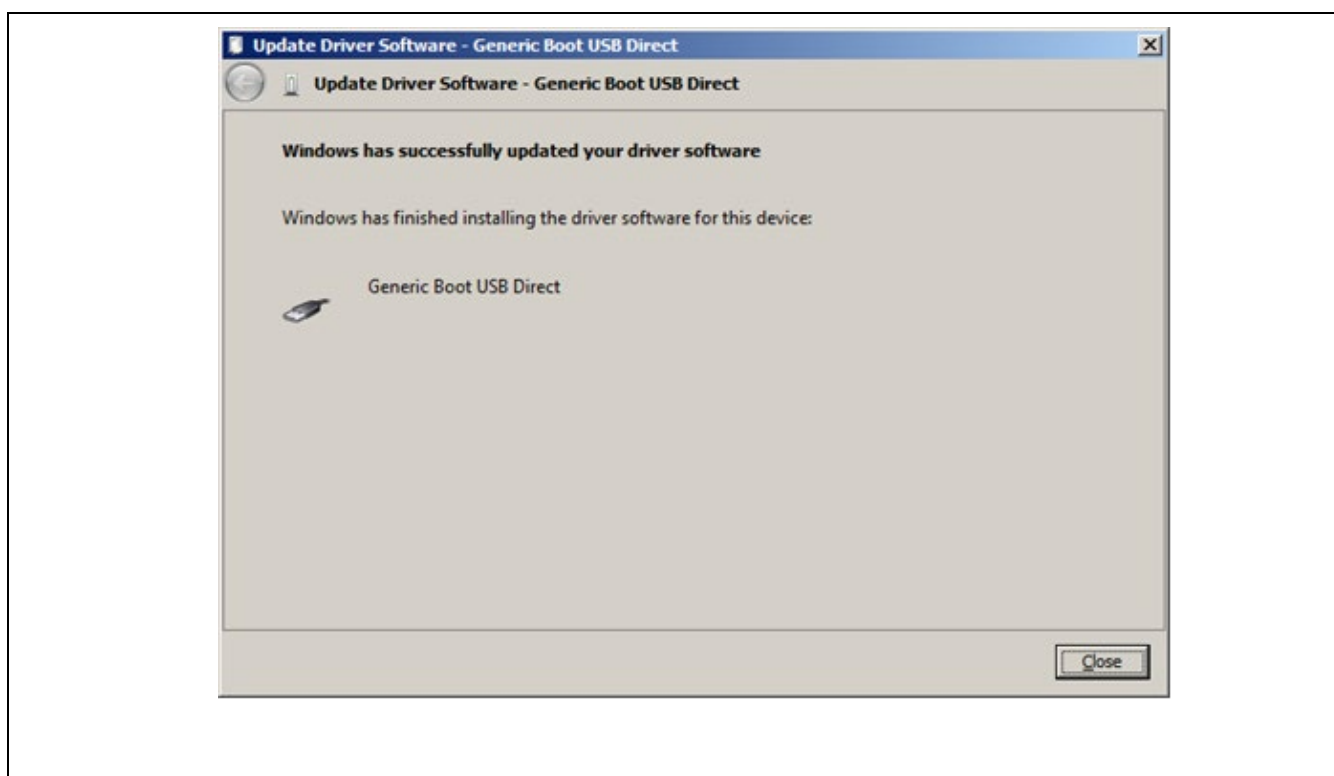 Update Driver Software - Generic Boot USB Direct
Update Driver Software - Generic Boot USB Direct
Windows has successfully updated your driver software
Windows has finished installing the driver software for this device:
Generic Boot USB Direct
Close